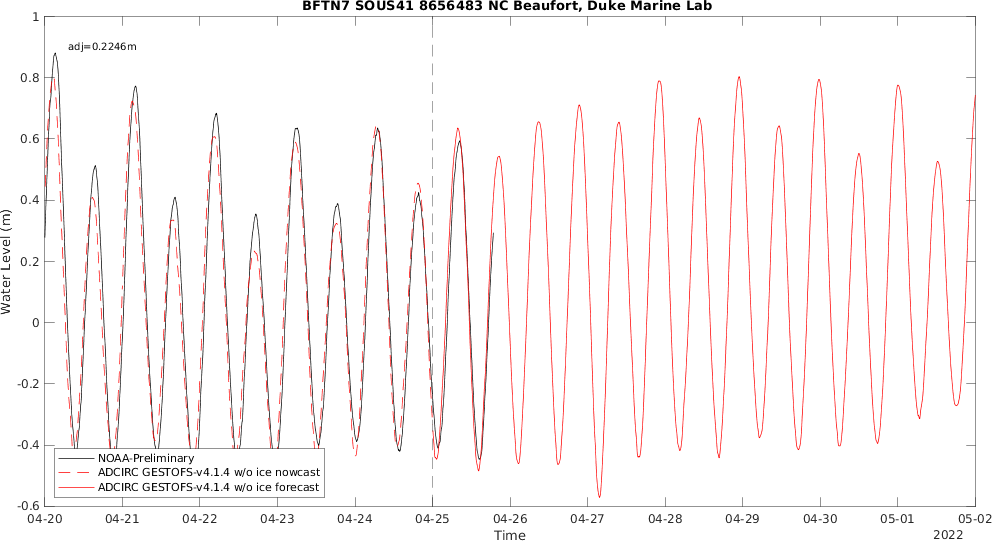 BFTN7 SOUS41 8656483 NC Beaufort, Duke Marine Lab
adj=0.2246m
Water Level (m)
1
0.8
0.6
0.4
0.2
0
-0.2
-0.4
-0.6
NOAA-Preliminary
ADCIRC GESTOFS-v4.1.4 w/o ice nowcast
ADCIRC GESTOFS-v4.1.4 w/o ice forecast
04-20 04-21 04-22 04-23 04-24 04-25 04-26 04-27 04-28 04-29 04-30 05-01 05-02
Time
2022